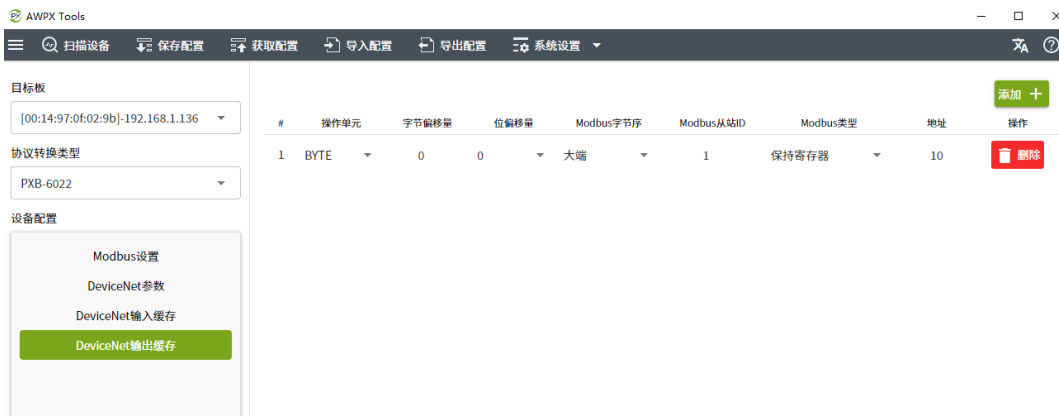 AWPX Tools
扫描设备 保存配置 获取配置 导入配置 导出配置 系统设置
目标板
[00:14:97:0f:02:9b]-192.168.1.136
协议转换类型
PXB-6022
设备配置
Modbus设置
DeviceNet参数
DeviceNet输入缓存
DeviceNet输出缓存
添加 +
# 操作单元 字节偏移量 位偏移量 Modbus字节序 Modbus从站ID Modbus类型 地址 操作
1 BYTE 0 0 大端 1 保持寄存器 10 删除